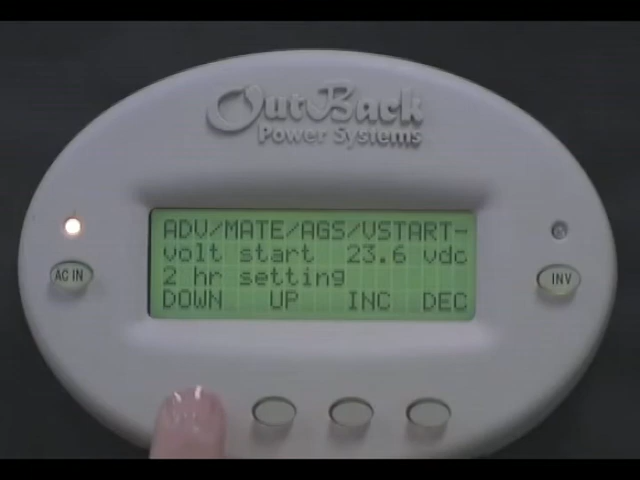 OutBack
Power Systems
ADV/MATE/AGS/VSTART-
volt start 23.6 vdc
2 hr setting
DOWN UP INC DEC
AC IN
INV